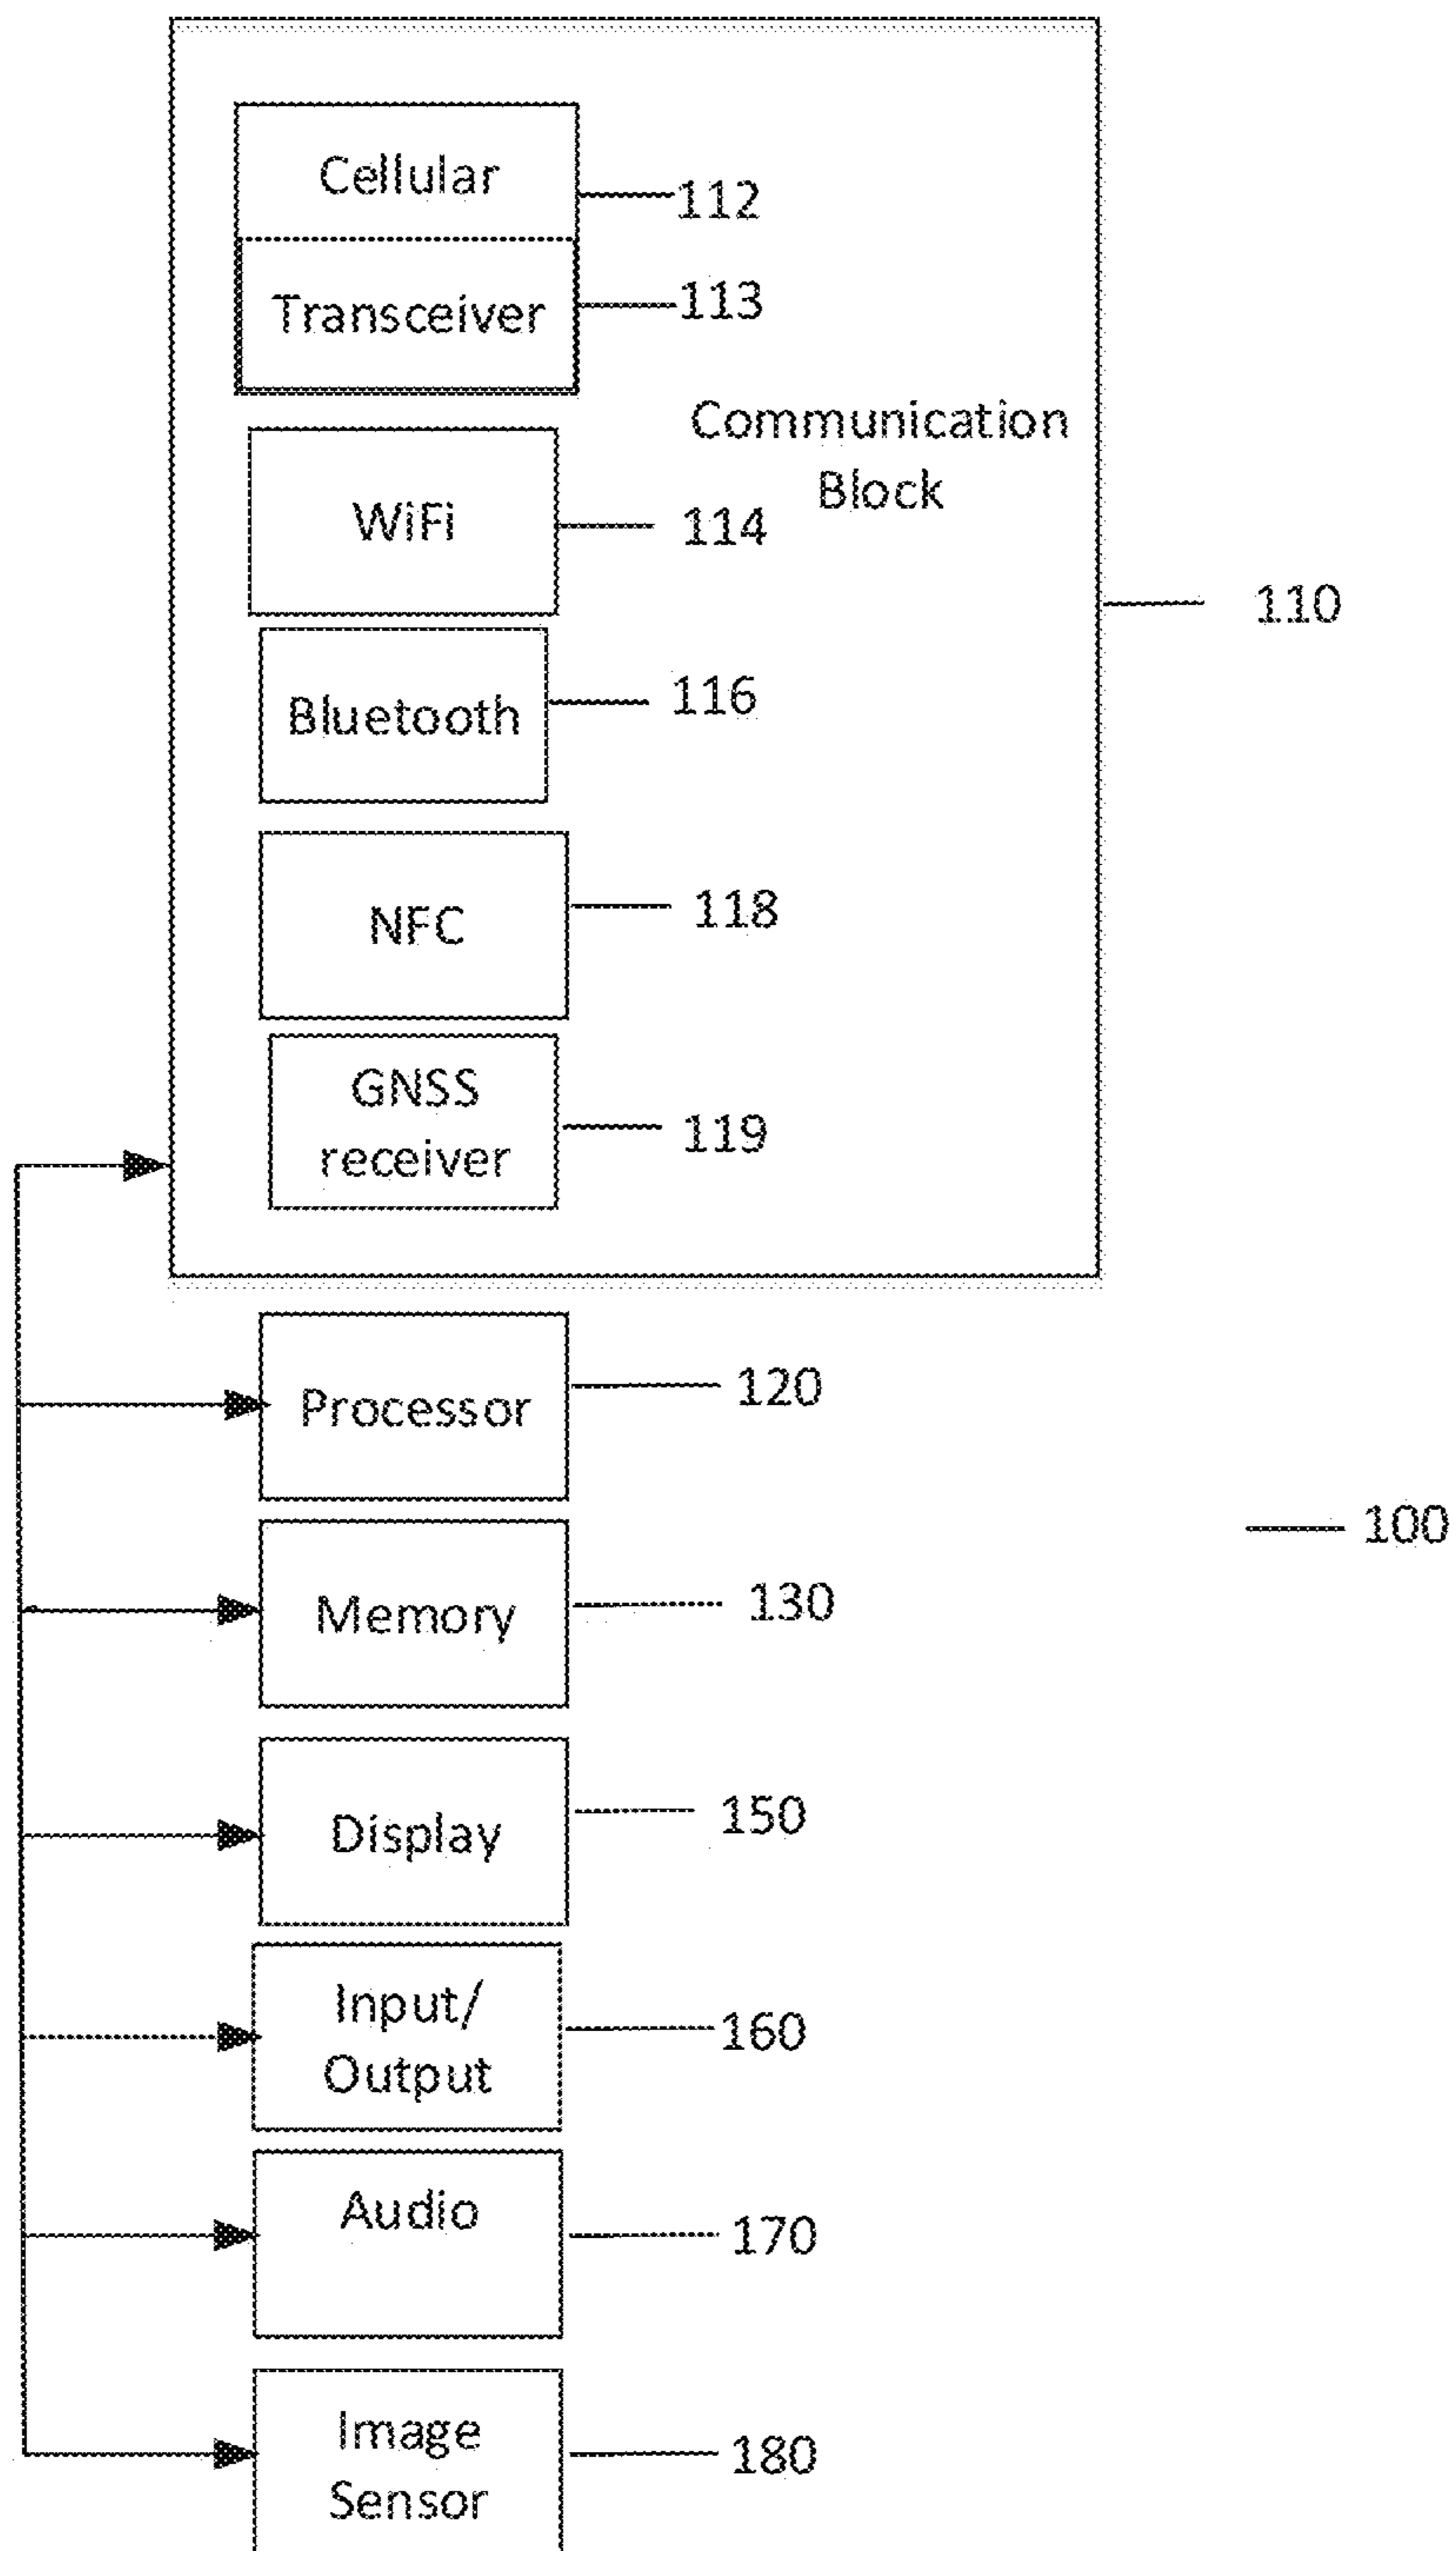 Cellular
112
Transceiver
113
Communication
Block
WiFi
114
110
Bluetooth
116
NFC
118
GNSS
receiver
119
Processor
120
100
Memory
130
Display
150
Input/
Output
160
Audio
170
Image
Sensor
180